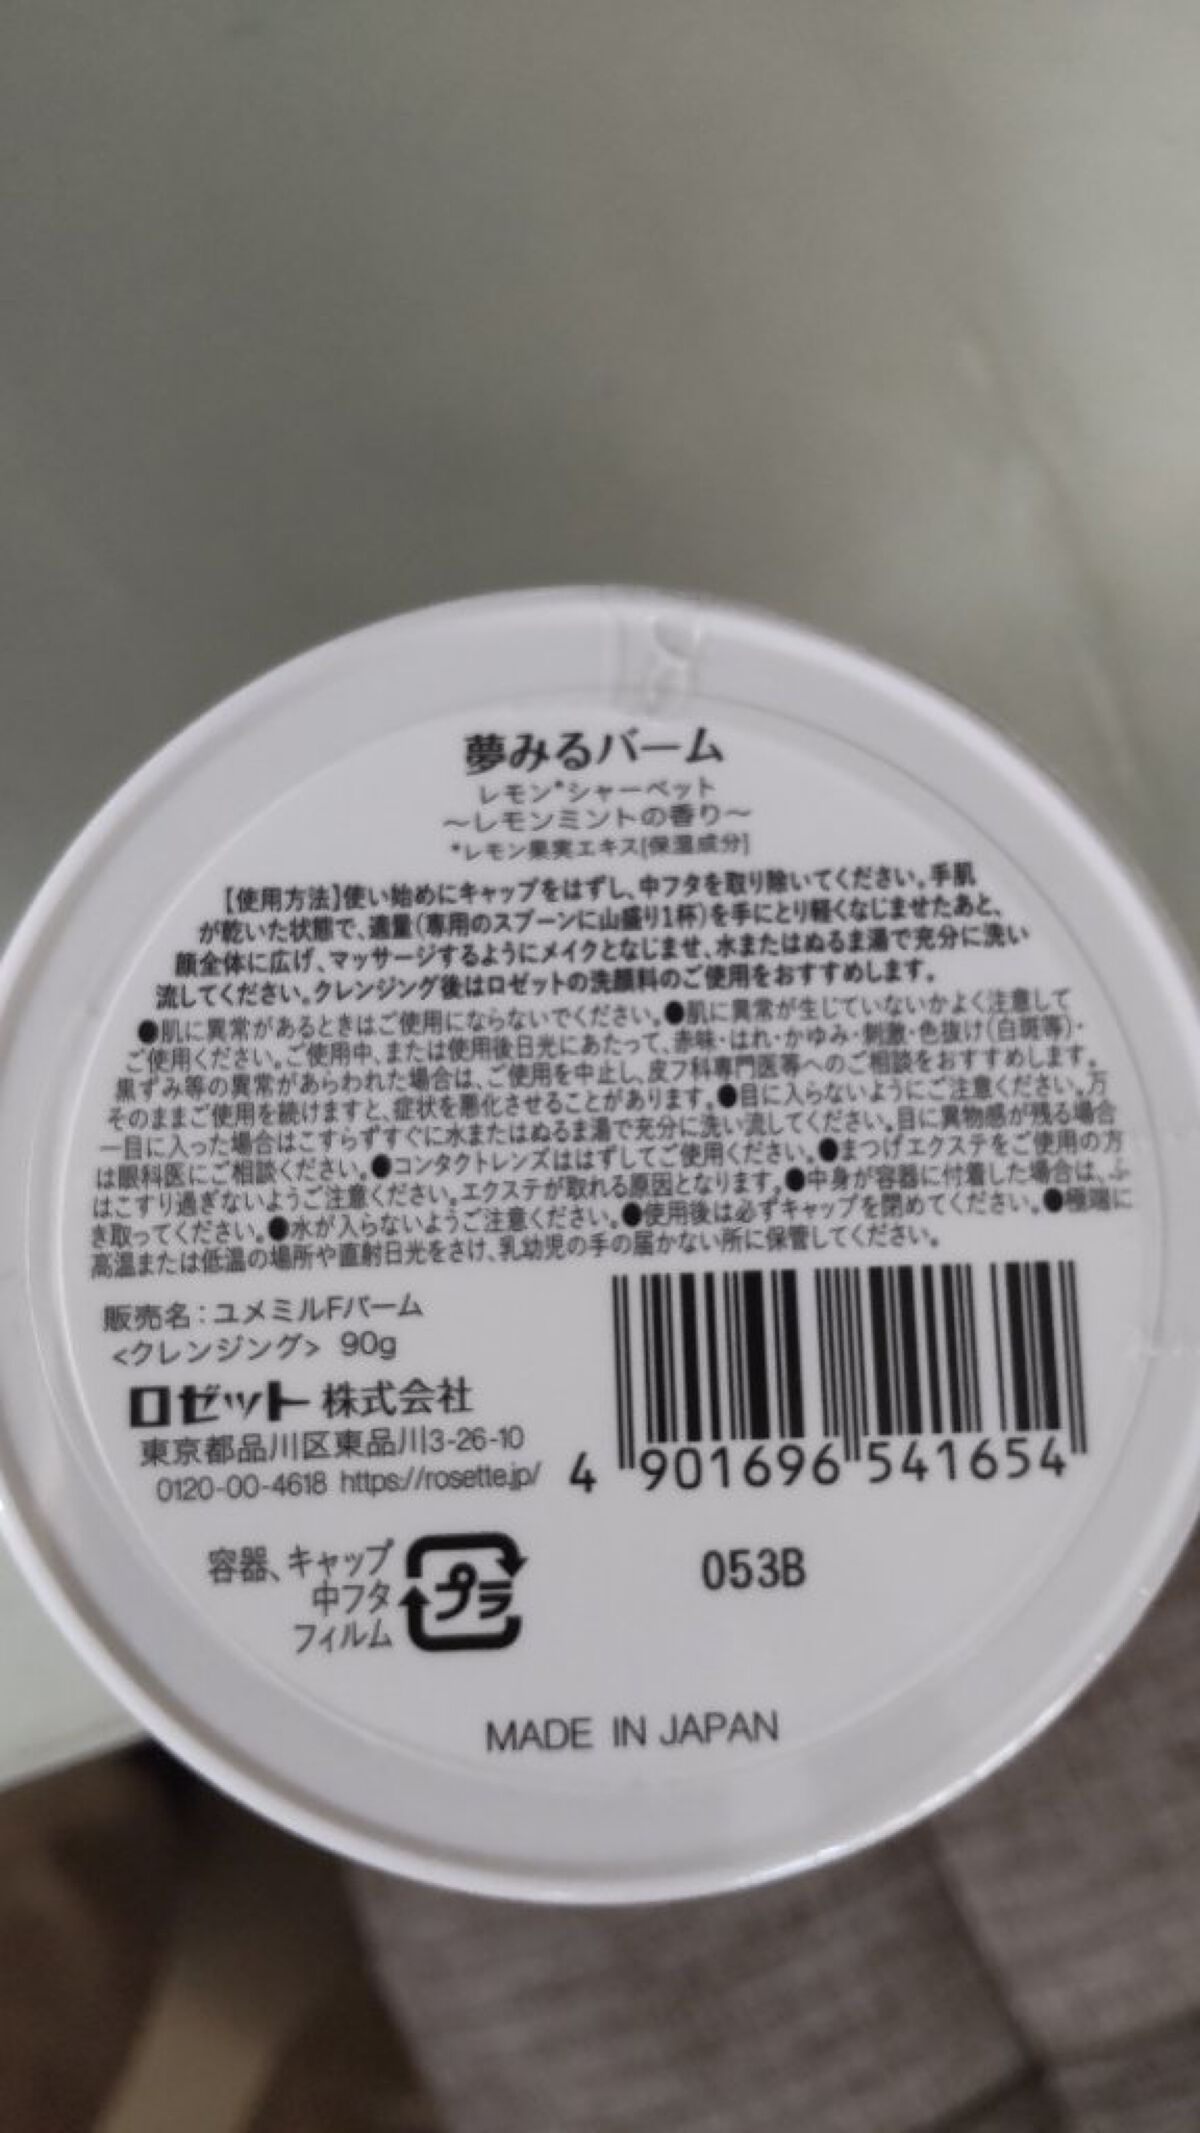 夢みるバーム
レモン*シャーベット
〜レモンミントの香り〜
*レモン果実エキス[保湿成分]
【使用方法】使い始めにキャップをはずし、中フタを取り除いてください。手肌
が乾いた状態で、適量(専用のスプーンに山盛り1杯)を手にとり軽くなじませたあと、
顔全体に広げ、マッサージするようにメイクとなじませ、水またはぬるま湯で充分に洗い
流してください。クレンジング後はロゼットの洗顔料のご使用をおすすめします。
●肌に異常があるときはご使用にならないでください。●肌に異常が生じていないかよく注意して
ご使用ください。ご使用中、または使用後日光にあたって、赤味・はれ・かゆみ・刺激・色抜け(白斑等)・
黒ずみ等の異常があらわれた場合は、ご使用を中止し、皮フ科専門医等へのご相談をおすすめします。
そのままご使用を続けますと、症状を悪化させることがあります。●目に入らないようにご注意ください。万
一目に入った場合はこすらずすぐに水またはぬるま湯で充分に洗い流してください。目に異物感が残る場合
は眼科医にご相談ください。●コンタクトレンズははずしてご使用ください。●まつげエクステをご使用の方
はこすり過ぎないようご注意ください。エクステが取れる原因となります。●中身が容器に付着した場合は、ふ
き取ってください。●水が入らないようご注意ください。●使用後は必ずキャップを閉めてください。●極端に
高温または低温の場所や直射日光をさけ、乳幼児の手の届かない所に保管してください。
販売名：ユメミルFバーム
<クレンジング> 90g
ロゼット株式会社
東京都品川区東品川3-26-10
0120-00-4618 https://rosette.jp/
4 901696 541654
容器、キャップ
中フタ
フィルム
プラ
053B
MADE IN JAPAN